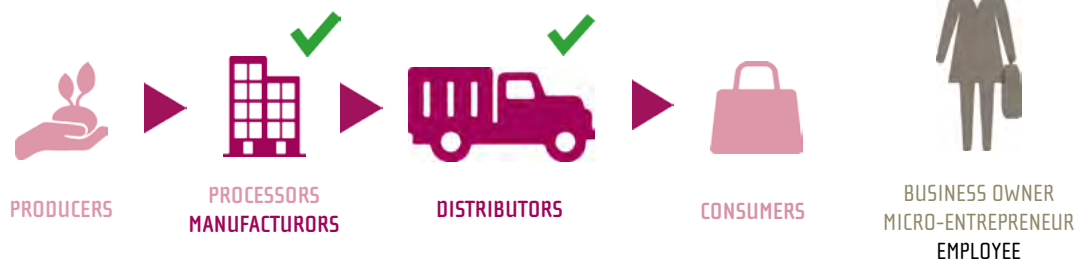 PRODUCERS
PROCESSORS
MANUFACTURORS
DISTRIBUTORS
CONSUMERS
BUSINESS OWNER
MICRO-ENTREPRENEUR
EMPLOYEE